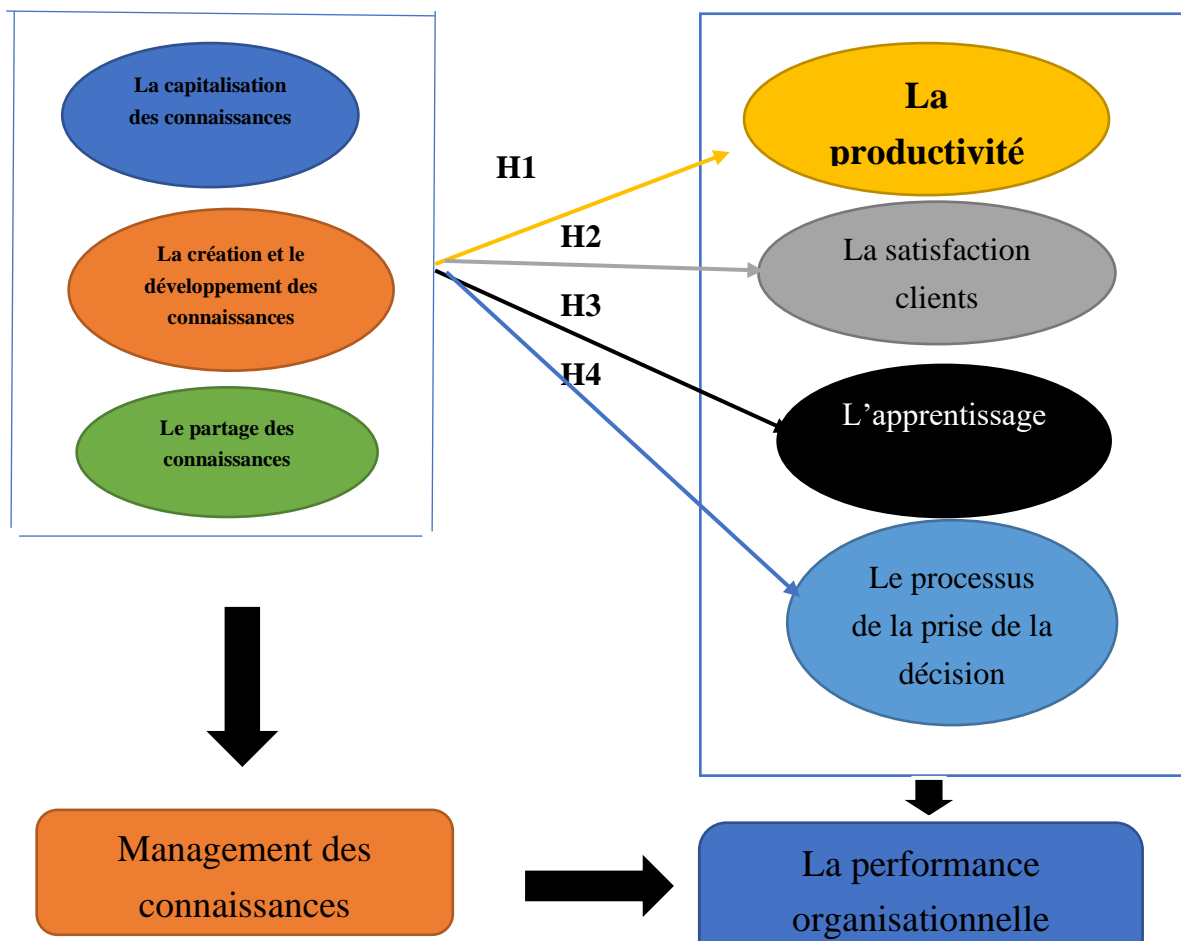 La capitalisation
des connaissances
La création et le
développement des
connaissances
Le partage des
connaissances
H1
H2
H3
H4
La
productivité
La satisfaction
clients
L’apprentissage
Le processus
de la prise de la
décision
Management des
connaissances
La performance
organisationnelle